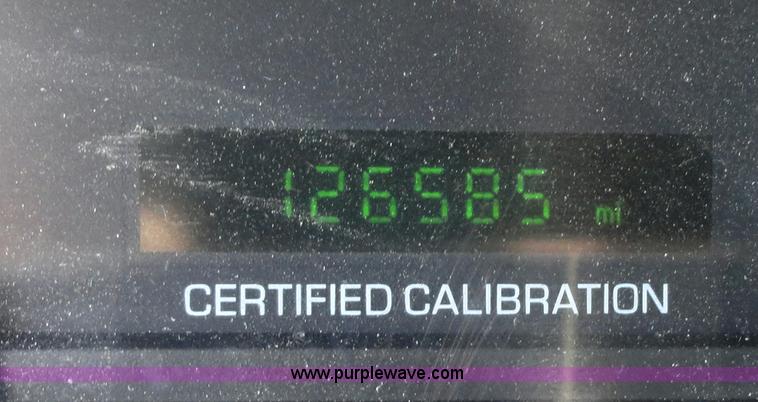 126585 mi
CERTIFIED CALIBRATION
www.purplewave.com